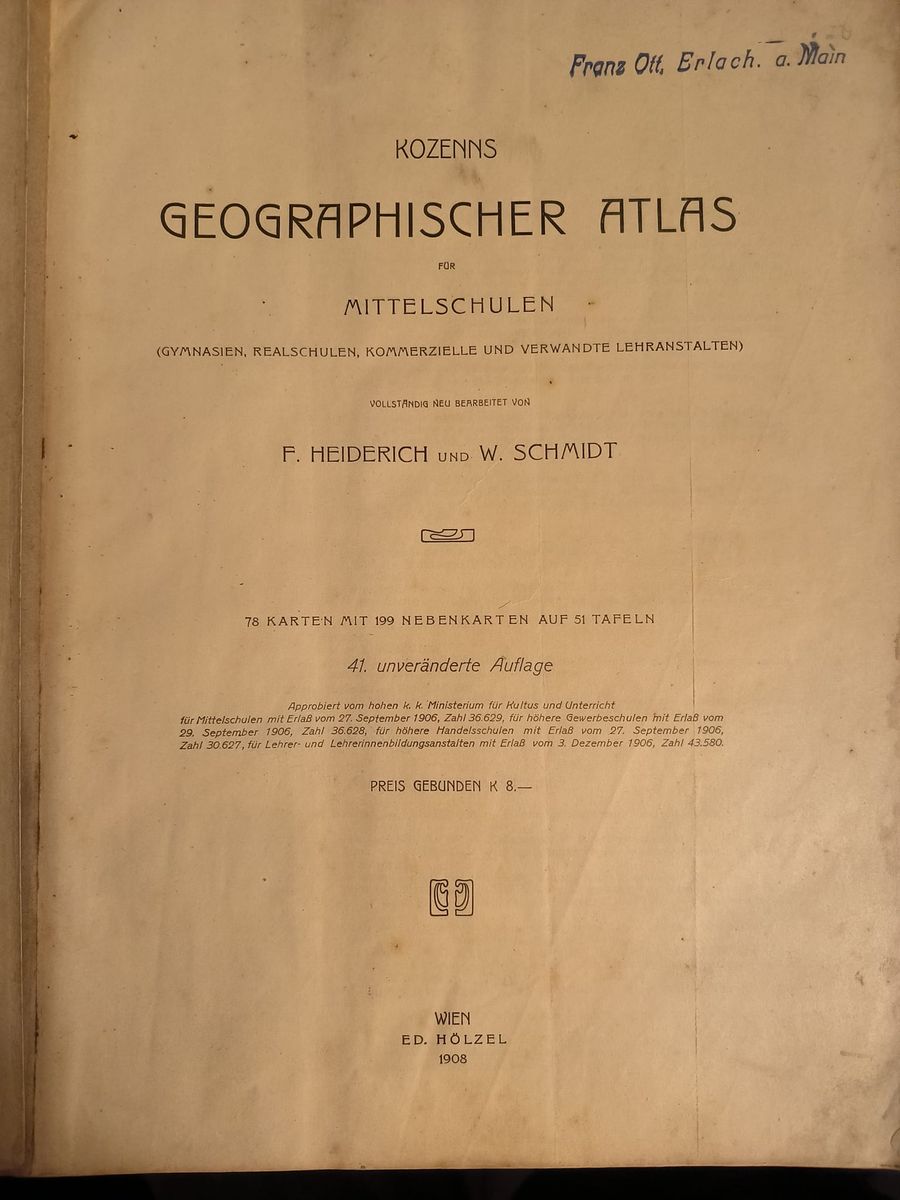 Franz Ott, Erlach. a. Main
KOZENNS
GEOGRAPHISCHER ATLAS
FÜR
MITTELSCHULEN
(GYMNASIEN, REALSCHULEN, KOMMERZIELLE UND VERWANDTE LEHRANSTALTEN)
VOLLSTÄNDIG NEU BEARBEITET VON
F. HEIDERICH UND W. SCHMIDT
78 KARTEN MIT 199 NEBENKARTEN AUF 51 TAFELN
41. unveränderte Auflage
Approbiert vom hohen k. k. Ministerium für Kultus und Unterricht
für Mittelschulen mit Erlaß vom 27. September 1906, Zahl 36.629, für höhere Gewerbeschulen mit Erlaß vom
29. September 1906, Zahl 36.628, für höhere Handelsschulen mit Erlaß vom 27. September 1906,
Zahl 30.627, für Lehrer- und Lehrerinnenbildungsanstalten mit Erlaß vom 3. Dezember 1906, Zahl 43.580.
PREIS GEBUNDEN K 8.—
WIEN
ED. HÖLZEL
1908